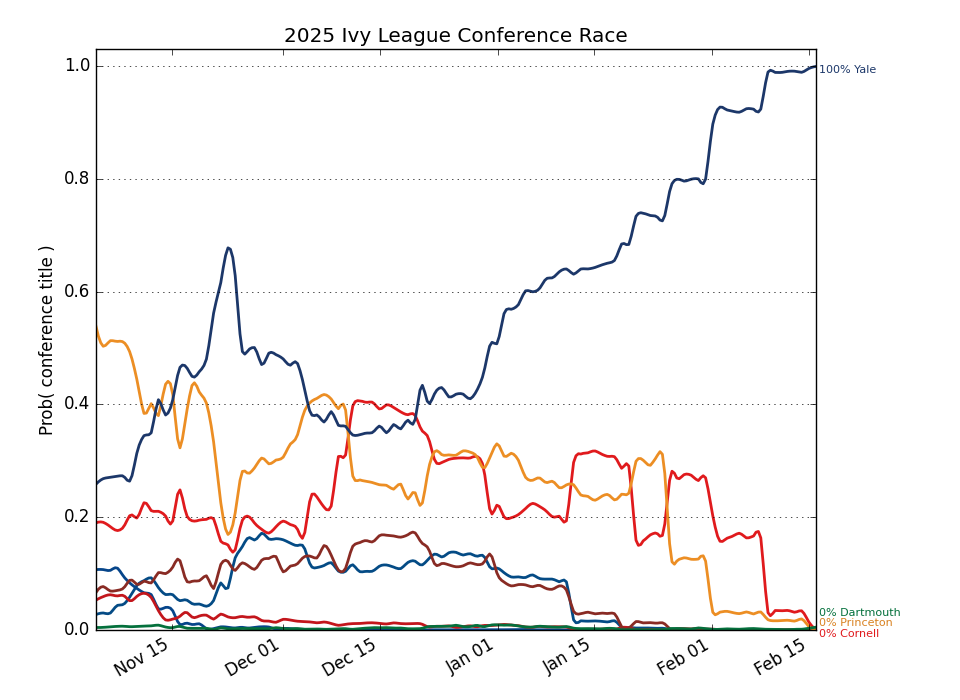 2025 Ivy League Conference Race
Prob( conference title )
1.0
0.8
0.6
0.4
0.2
0.0
100% Yale
0% Dartmouth
0% Princeton
0% Cornell
Nov 15
Dec 01
Dec 15
Jan 01
Jan 15
Feb 01
Feb 15